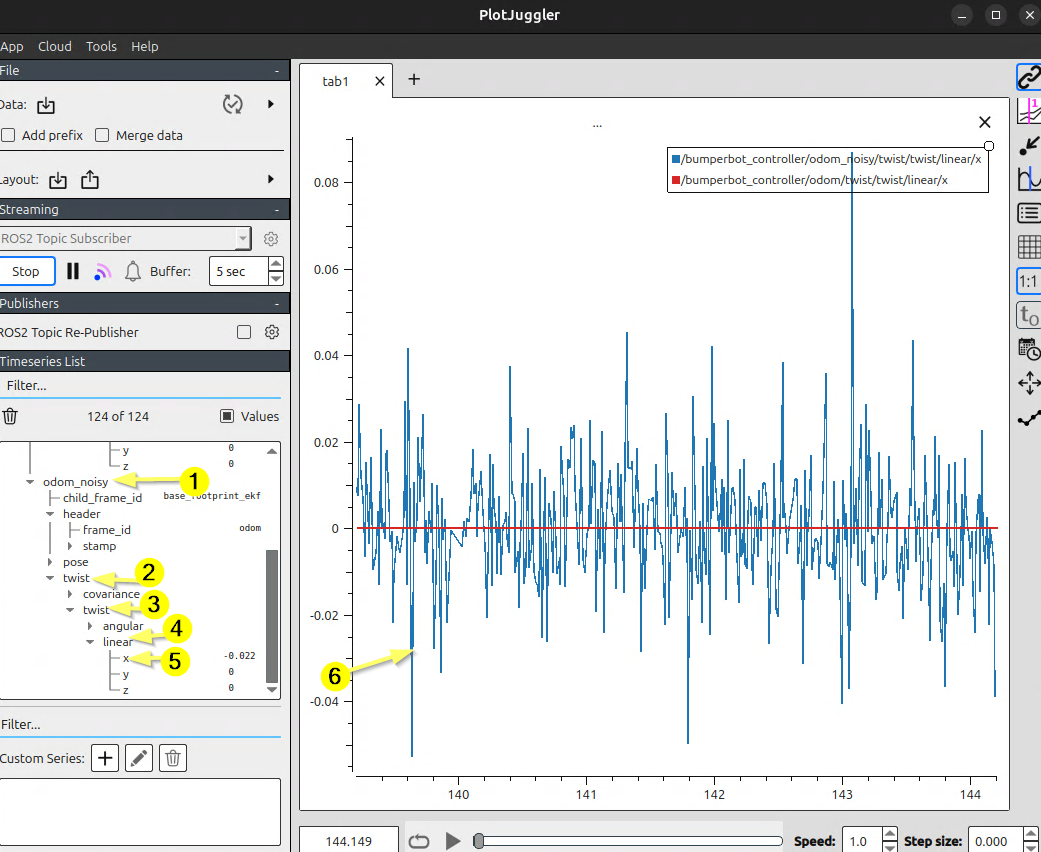 PlotJuggler
App Cloud Tools Help
File -
Data:
Add prefix Merge data
Layout:
Streaming -
ROS2 Topic Subscriber
Stop Buffer: 5 sec
Publishers -
ROS2 Topic Re-Publisher
Timeseries List
Filter...
124 of 124 Values
y 0
z 0
odom_noisy 1
child_frame_id base_footprint_ekf
header
frame_id odom
stamp
pose
twist 2
covariance
twist 3
angular
linear 4
x 5 -0.022
y 0
z 0
Filter...
Custom Series:
tab1
...
/bumperbot_controller/odom_noisy/twist/twist/linear/x
/bumperbot_controller/odom/twist/twist/linear/x
0.08
0.06
0.04
0.02
0
-0.02
-0.04
6
140 141 142 143 144
144.149 Speed: 1.0 Step size: 0.000
1
1:1
t0